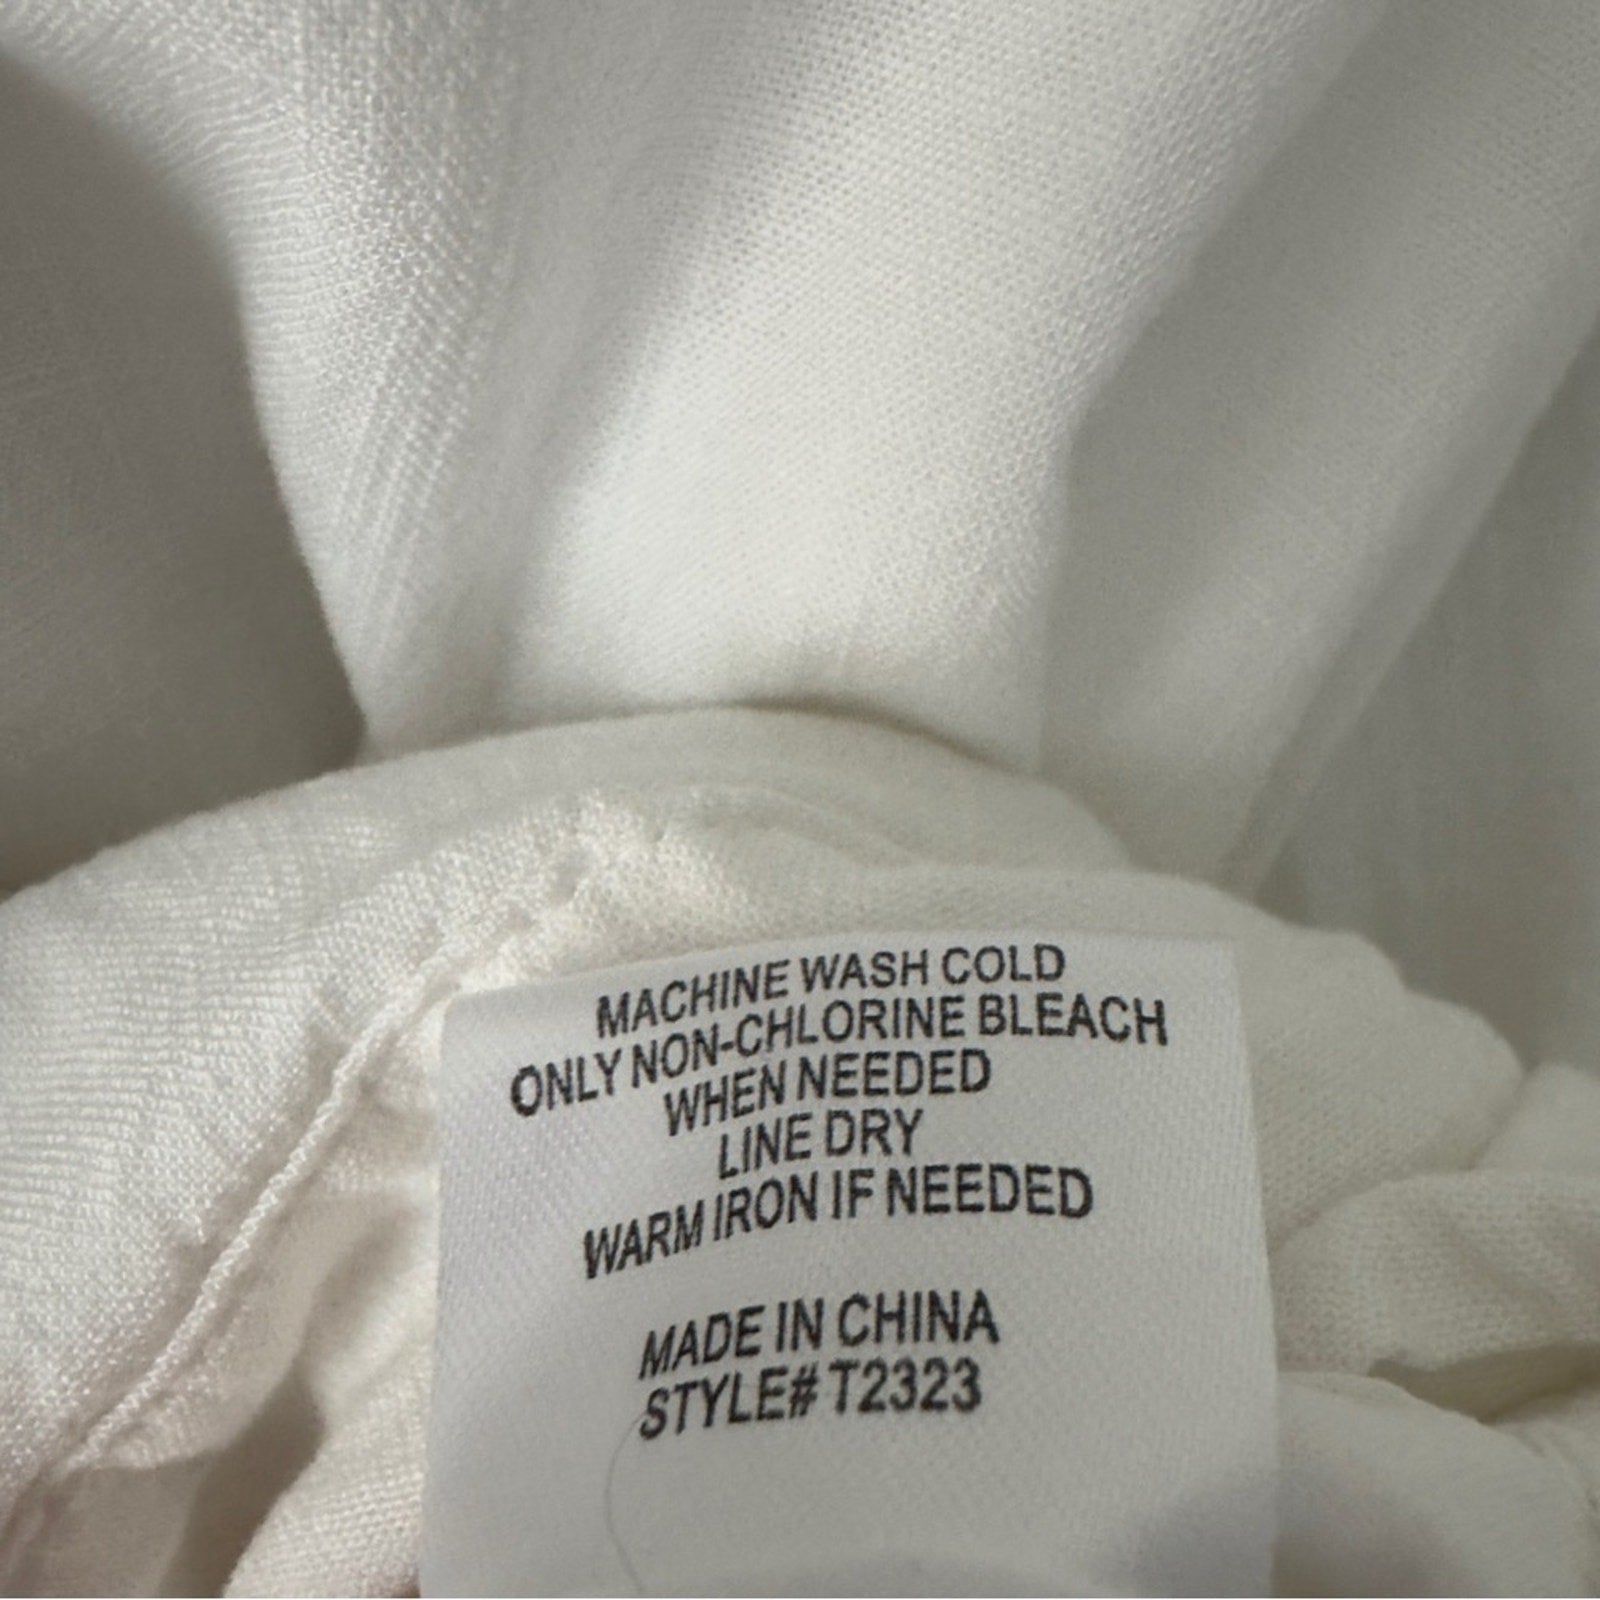 MACHINE WASH COLD
ONLY NON-CHLORINE BLEACH
WHEN NEEDED
LINE DRY
WARM IRON IF NEEDED
MADE IN CHINA
STYLE# T2323